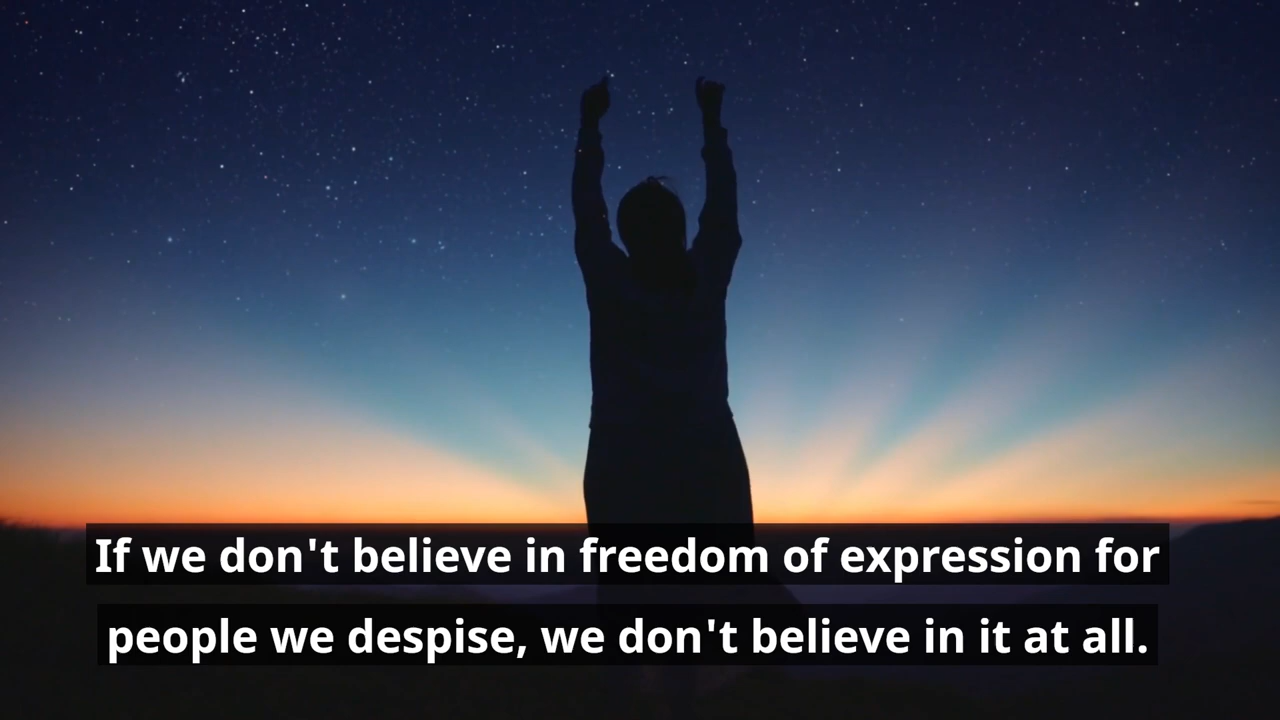 If we don't believe in freedom of expression for
people we despise, we don't believe in it at all.